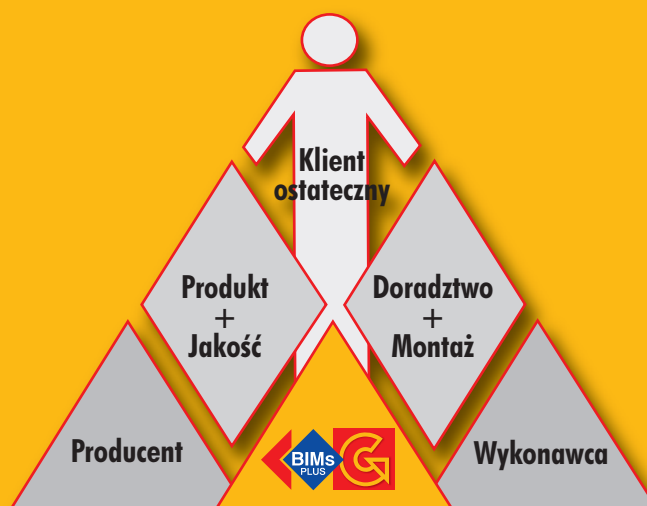 Klient
ostateczny
Produkt
+
Jakość
Doradztwo
+
Montaż
Producent
BIMs
PLUS
G
Wykonawca